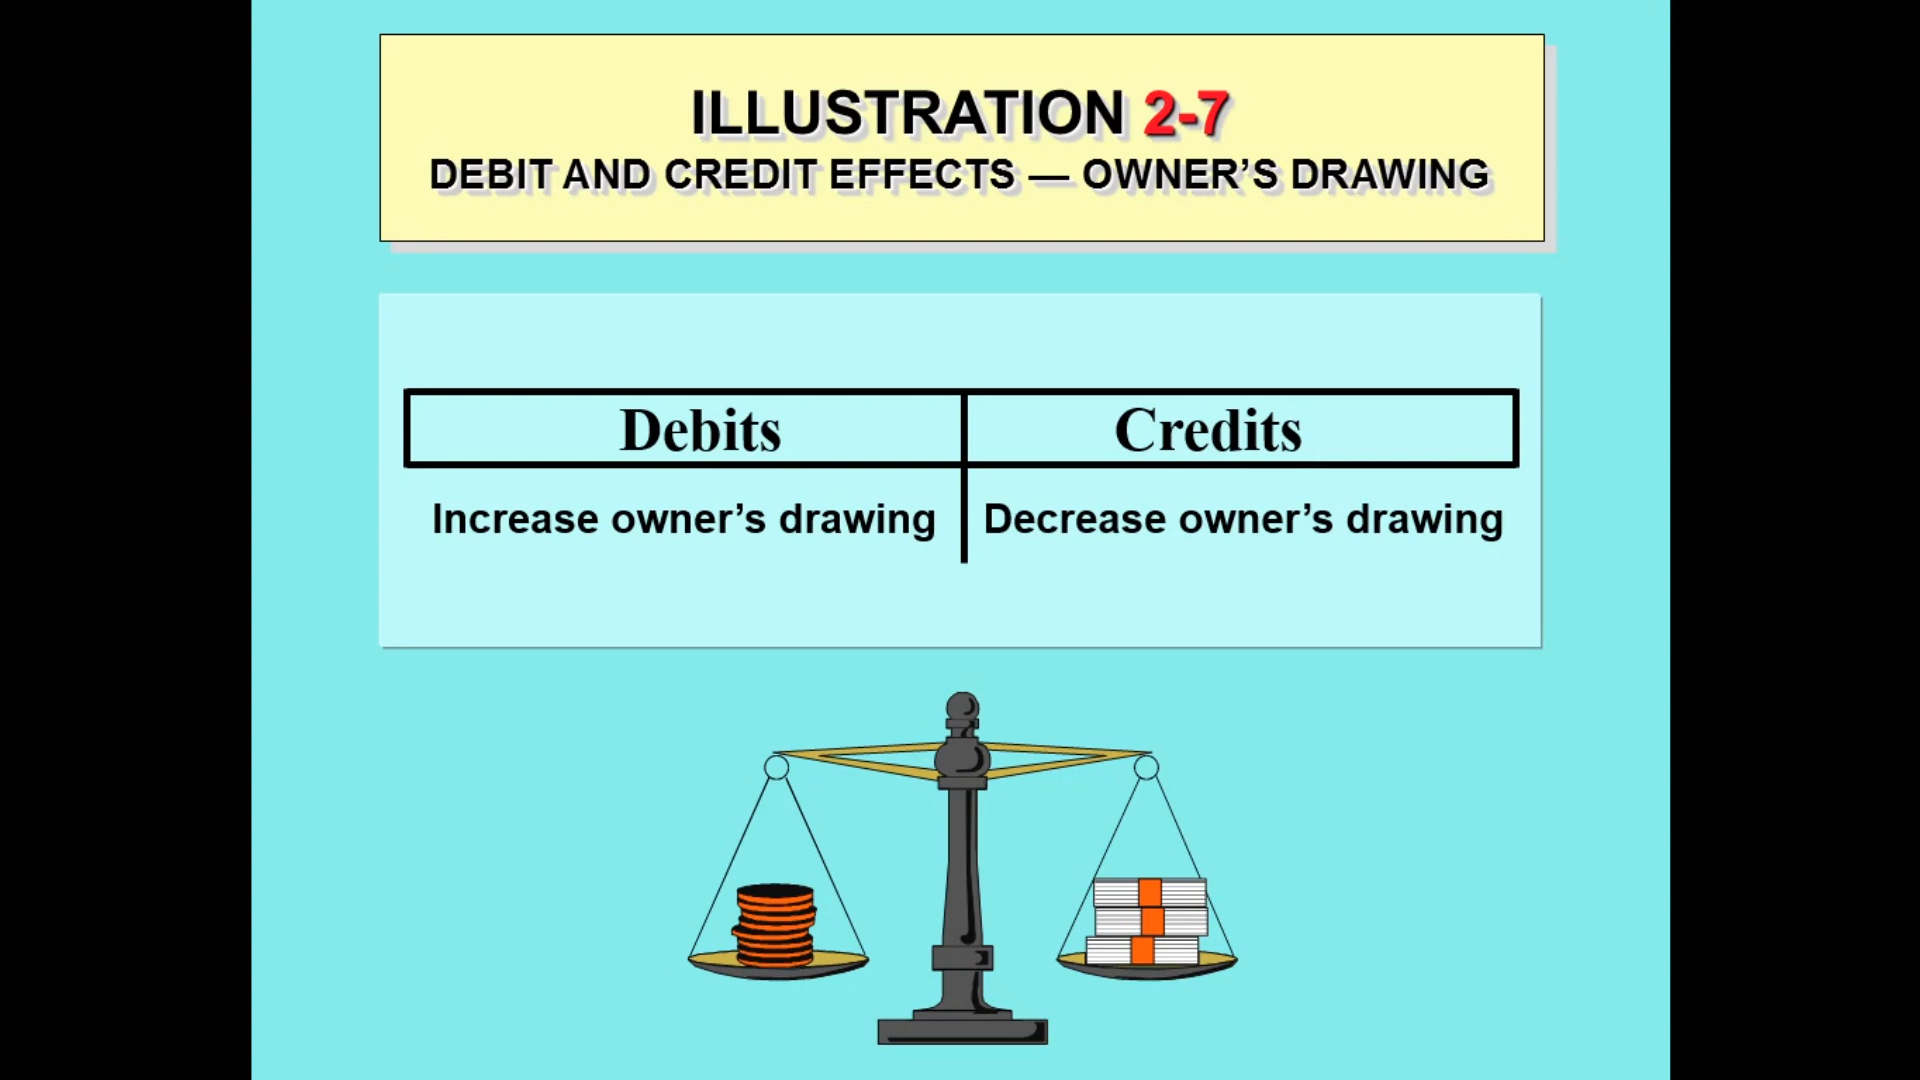 ILLUSTRATION 2-7
DEBIT AND CREDIT EFFECTS — OWNER’S DRAWING
Debits
Credits
Increase owner’s drawing
Decrease owner’s drawing